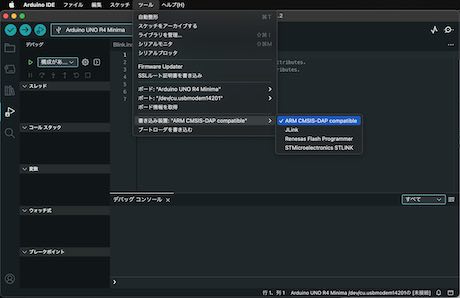 Arduino IDE ファイル 編集 スケッチ ツール ヘルプ(H)
Arduino UNO R4 Minima
デバッグ
構成があ...
スレッド
コール スタック
変数
ウォッチ式
ブレークポイント
Blink.in
1
2
3
4
5
6
7
自動整形 ⌘T
スケッチをアーカイブする
ライブラリを管理... ⇧⌘I
シリアルモニタ ⇧⌘M
シリアルプロッタ
Firmware Updater
SSLルート証明書を書き込み
ボード: "Arduino UNO R4 Minima"
ポート: "/dev/cu.usbmodem14201"
ボード情報を取得
書き込み装置: "ARM CMSIS-DAP compatible"
ブートローダを書き込む
✓ ARM CMSIS-DAP compatible
JLink
Renesas Flash Programmer
STMicroelectronics STLINK
デバッグ コンソール ×
すべて
行 1、列 1 Arduino UNO R4 Minima /dev/cu.usbmodem14201の [未接続]